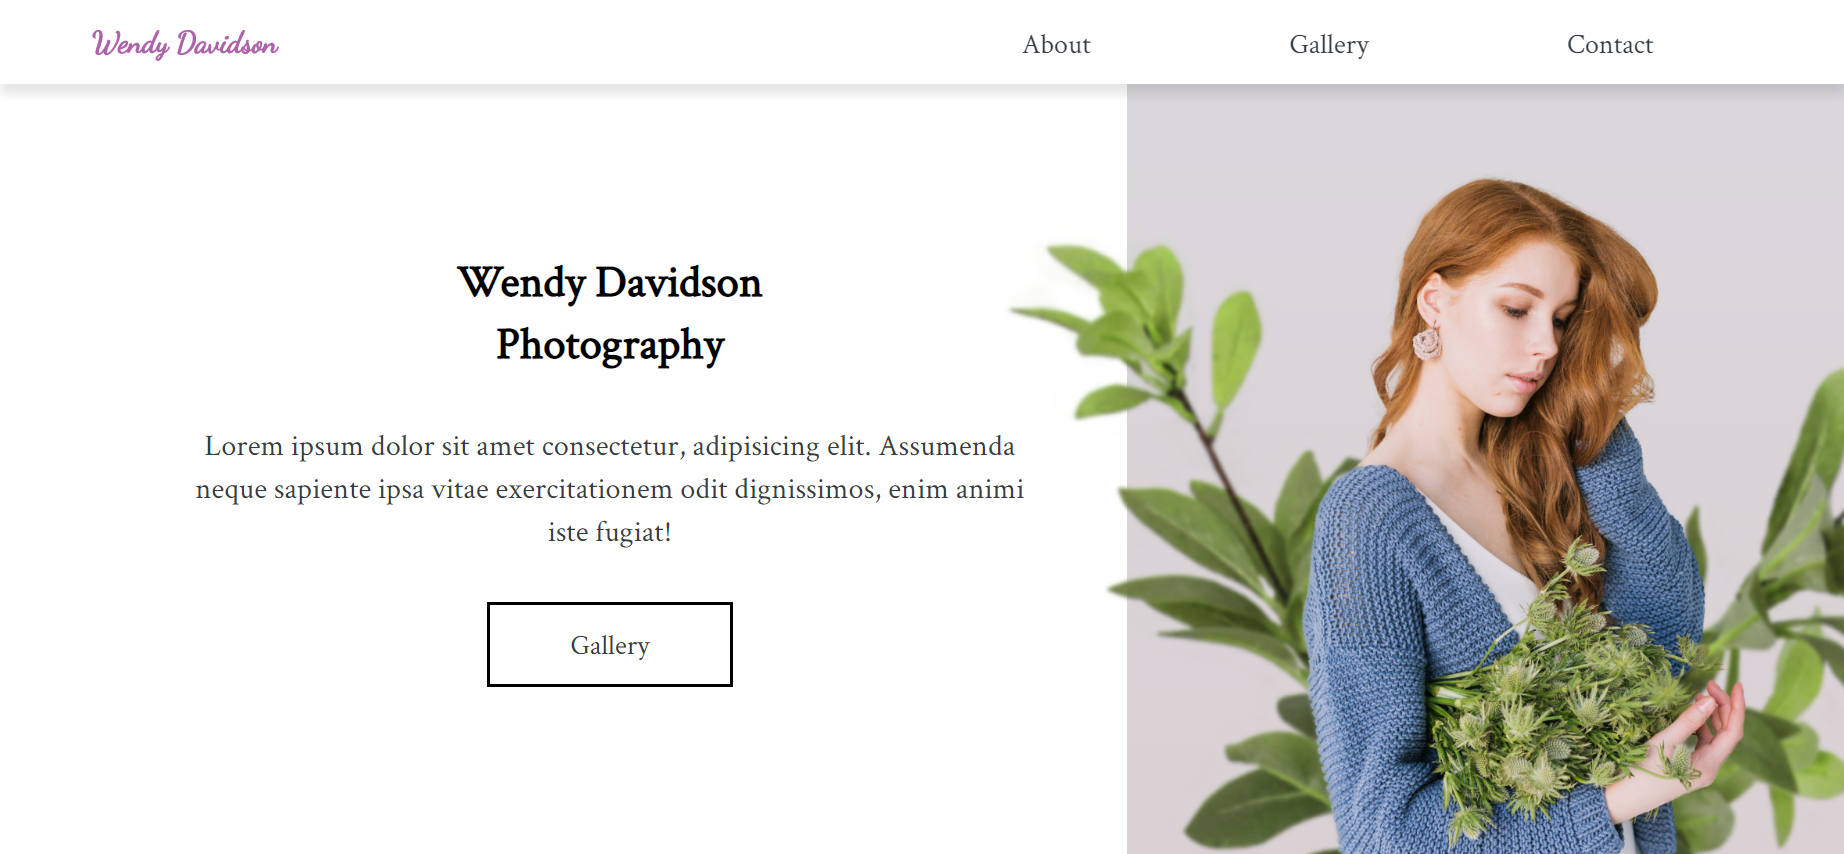 Wendy Davidson
About
Gallery
Contact
Wendy Davidson
Photography
Lorem ipsum dolor sit amet consectetur, adipisicing elit. Assumenda
neque sapiente ipsa vitae exercitationem odit dignissimos, enim animi
iste fugiat!
Gallery